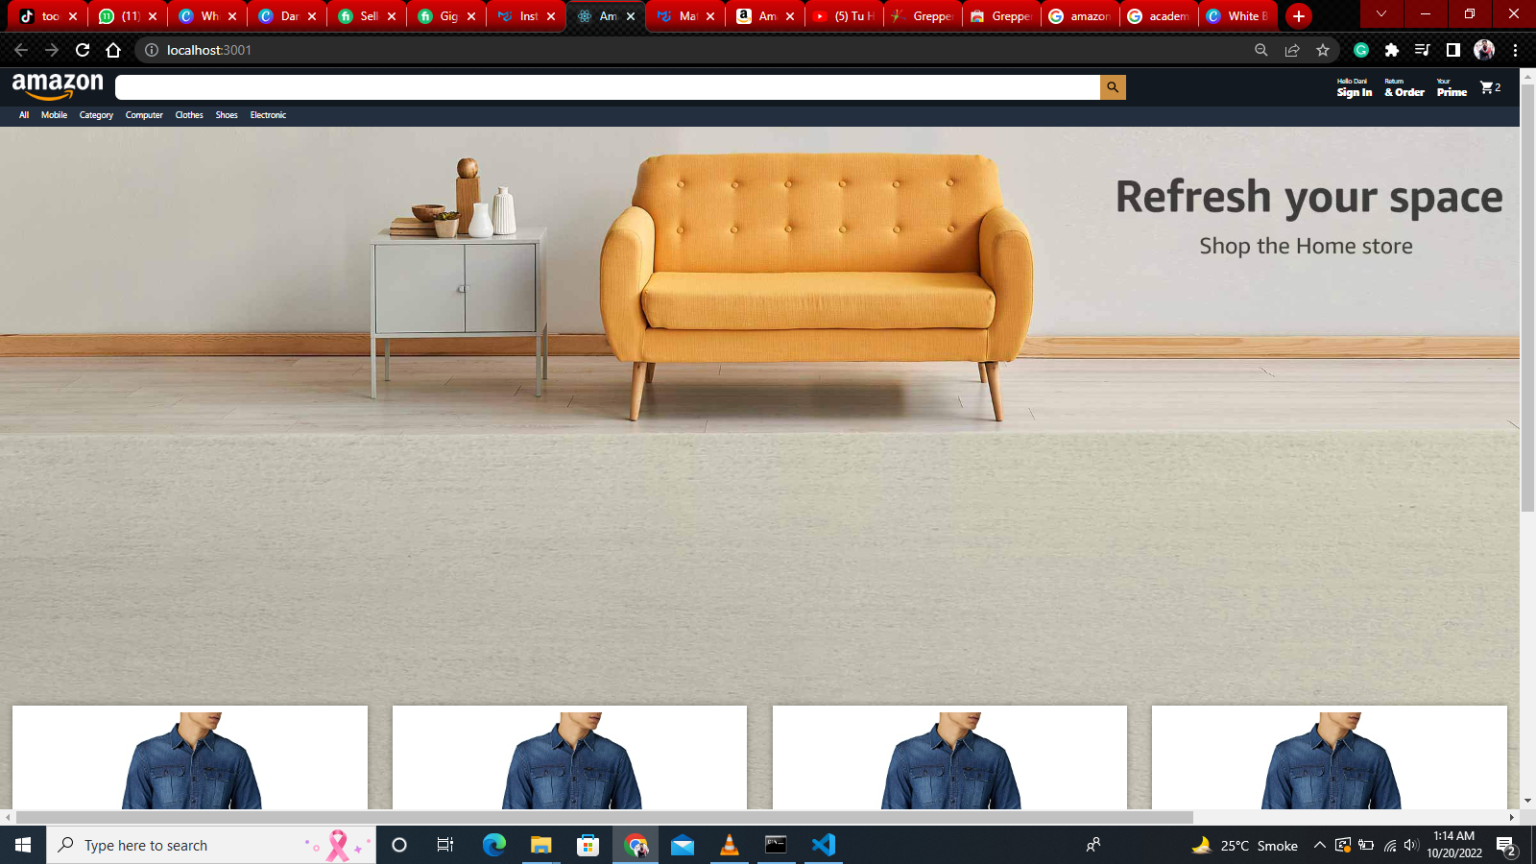 too
(11)
Wh
Dar
Sell
Gig
Inst
Am
Mat
Am
(5) Tu H
Grepper
Grepper
amazon
academ
White B
localhost:3001
amazon
Hello Dani
Sign In
Return
& Order
Your
Prime
2
All Mobile Category Computer Clothes Shoes Electronic
Refresh your space
Shop the Home store
Type here to search
25°C Smoke
1:14 AM
10/20/2022
2